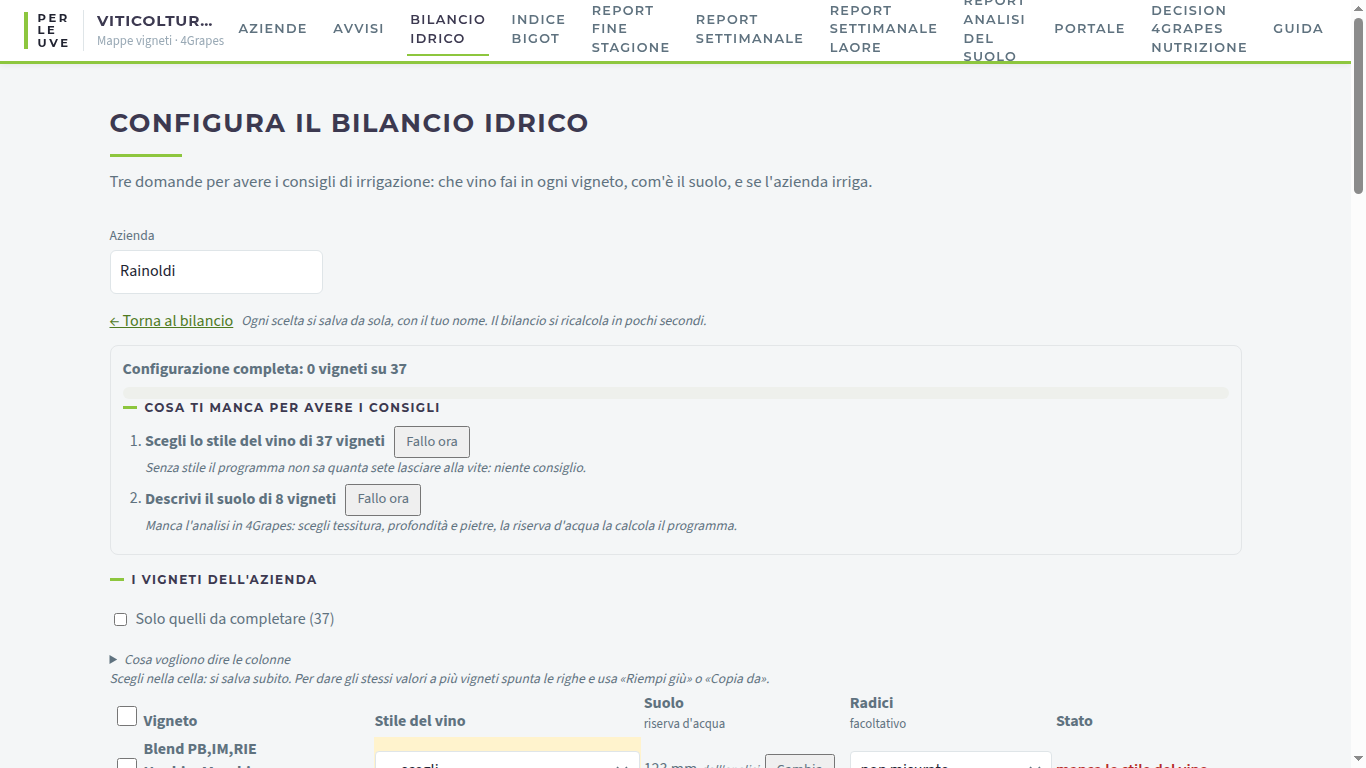 PER
LE
UVE
VITICOLTUR...
Mappe vigneti · 4Grapes
AZIENDE
AVVISI
BILANCIO
IDRICO
INDICE
BIGOT
REPORT
FINE
STAGIONE
REPORT
SETTIMANALE
REPORT
SETTIMANALE
LAORE
REPORT
ANALISI
DEL
SUOLO
PORTALE
DECISION
4GRAPES
NUTRIZIONE
GUIDA
CONFIGURA IL BILANCIO IDRICO
Tre domande per avere i consigli di irrigazione: che vino fai in ogni vigneto, com'è il suolo, e se l'azienda irriga.
Azienda
Rainoldi
← Torna al bilancio Ogni scelta si salva da sola, con il tuo nome. Il bilancio si ricalcola in pochi secondi.
Configurazione completa: 0 vigneti su 37
COSA TI MANCA PER AVERE I CONSIGLI
1. Scegli lo stile del vino di 37 vigneti Fallo ora
Senza stile il programma non sa quanta sete lasciare alla vite: niente consiglio.
2. Descrivi il suolo di 8 vigneti Fallo ora
Manca l'analisi in 4Grapes: scegli tessitura, profondità e pietre, la riserva d'acqua la calcola il programma.
I VIGNETI DELL'AZIENDA
Solo quelli da completare (37)
Cosa vogliono dire le colonne
Scegli nella cella: si salva subito. Per dare gli stessi valori a più vigneti spunta le righe e usa «Riempi giù» o «Copia da».
Vigneto Stile del vino Suolo riserva d'acqua Radici facoltativo Stato
Blend PB,IM,RIE